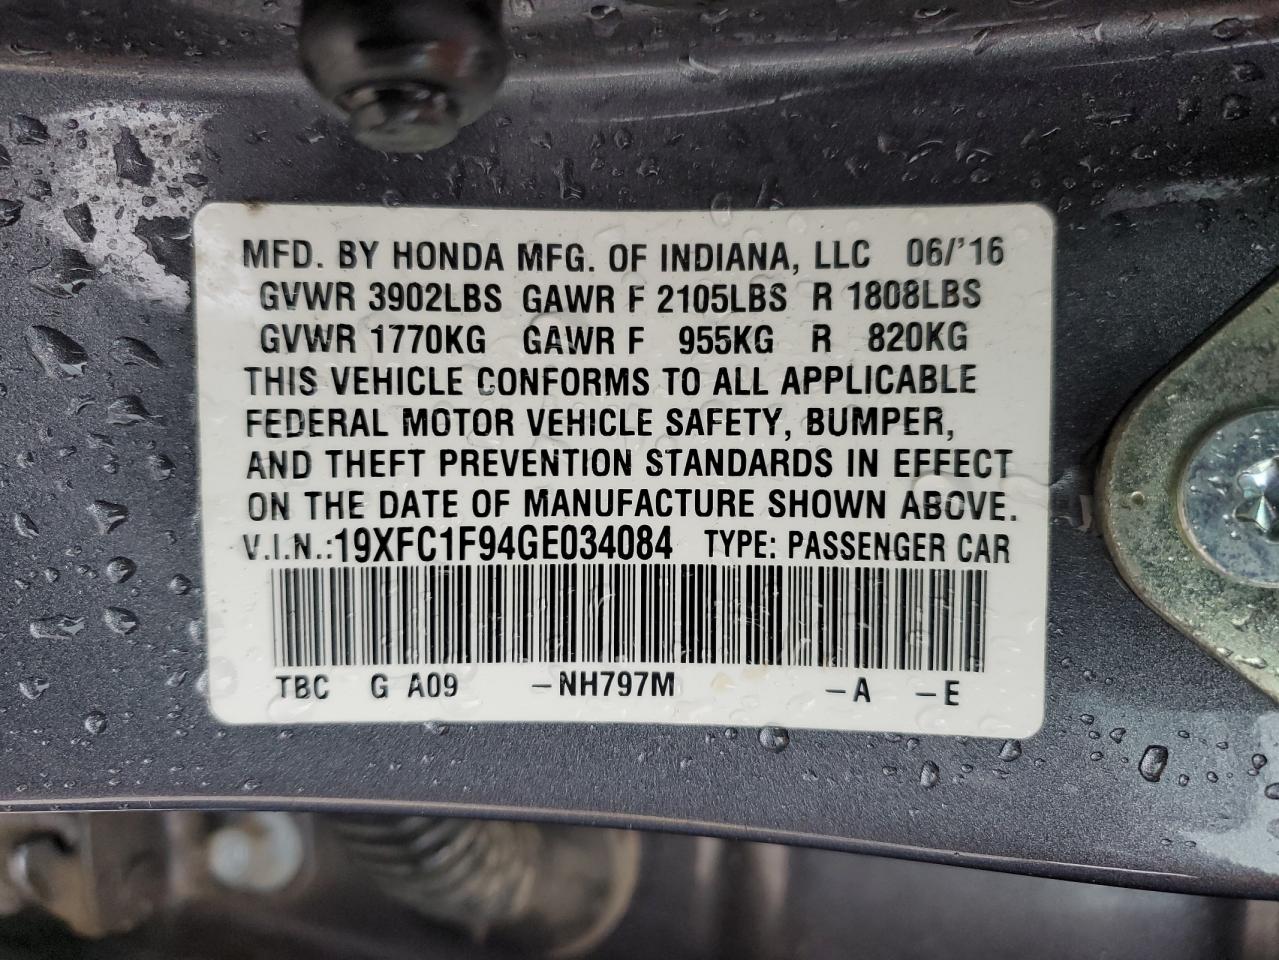 MFD. BY HONDA MFG. OF INDIANA, LLC 06/'16
GVWR 3902LBS GAWR F 2105LBS R 1808LBS
GVWR 1770KG GAWR F 955KG R 820KG
THIS VEHICLE CONFORMS TO ALL APPLICABLE
FEDERAL MOTOR VEHICLE SAFETY, BUMPER,
AND THEFT PREVENTION STANDARDS IN EFFECT
ON THE DATE OF MANUFACTURE SHOWN ABOVE.
V.I.N.:19XFC1F94GE034084 TYPE: PASSENGER CAR
TBC G A09 -NH797M -A -E